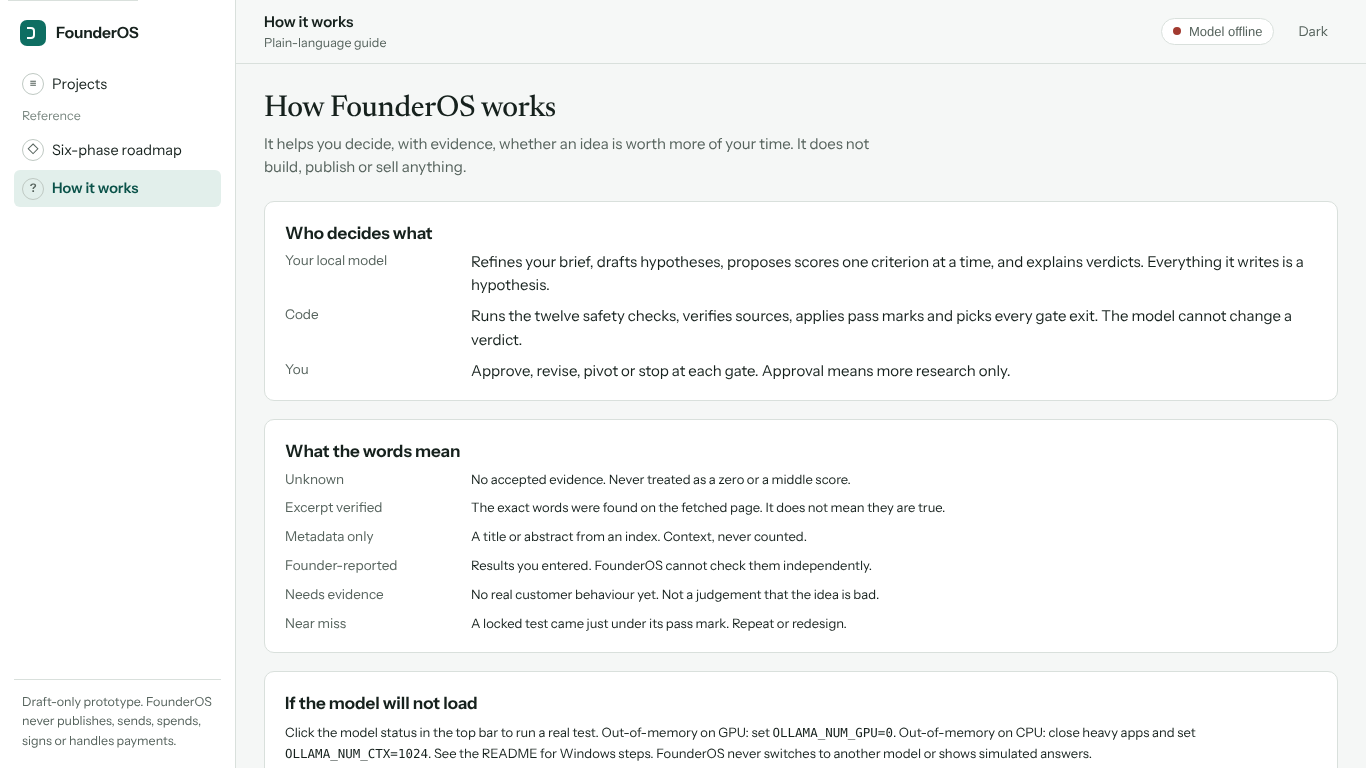 FounderOS
Projects
Reference
Six-phase roadmap
? How it works
Draft-only prototype. FounderOS
never publishes, sends, spends,
signs or handles payments.
How it works
Plain-language guide
Model offline
Dark
How FounderOS works
It helps you decide, with evidence, whether an idea is worth more of your time. It does not
build, publish or sell anything.
Who decides what
Your local model
Refines your brief, drafts hypotheses, proposes scores one criterion at a time, and explains verdicts. Everything it writes is a
hypothesis.
Code
Runs the twelve safety checks, verifies sources, applies pass marks and picks every gate exit. The model cannot change a
verdict.
You
Approve, revise, pivot or stop at each gate. Approval means more research only.
What the words mean
Unknown
No accepted evidence. Never treated as a zero or a middle score.
Excerpt verified
The exact words were found on the fetched page. It does not mean they are true.
Metadata only
A title or abstract from an index. Context, never counted.
Founder-reported
Results you entered. FounderOS cannot check them independently.
Needs evidence
No real customer behaviour yet. Not a judgement that the idea is bad.
Near miss
A locked test came just under its pass mark. Repeat or redesign.
If the model will not load
Click the model status in the top bar to run a real test. Out-of-memory on GPU: set OLLAMA_NUM_GPU=0. Out-of-memory on CPU: close heavy apps and set
OLLAMA_NUM_CTX=1024. See the README for Windows steps. FounderOS never switches to another model or shows simulated answers.